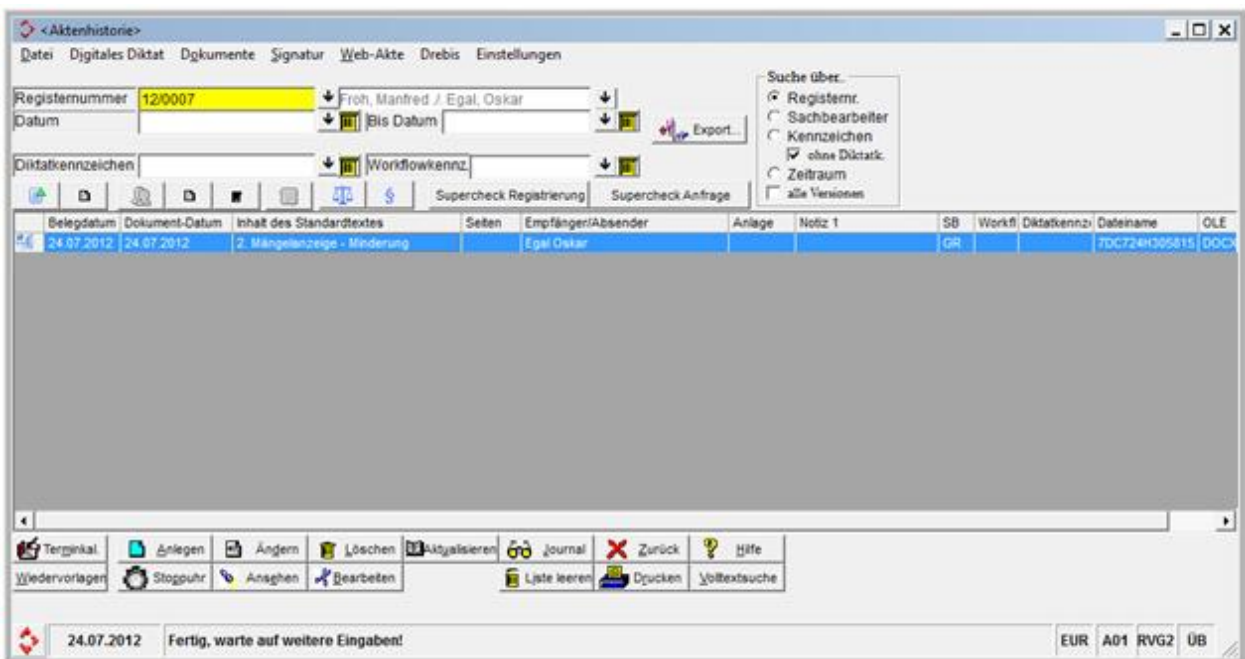 <Aktenhistorie>
Datei Digitales Diktat Dokumente Signatur Web-Akte Drebis Einstellungen
Suche über..
Registernummer 12/0007 Froh, Manfred ./. Egal, Oskar Registernr.
Datum Bis Datum Export... Sachbearbeiter
Kennzeichen
ohne Diktatk.
Diktatkennzeichen Workflowkennz. Zeitraum
§ Supercheck Registrierung Supercheck Anfrage alle Versionen
Belegdatum Dokument-Datum Inhalt des Standardtextes Seiten Empfänger/Absender Anlage Notiz 1 SB Workfl Diktatkennz Dateiname OLE
24.07.2012 24.07.2012 2. Mängelanzeige - Minderung Egal Oskar GR 7DC724H305815 DOCX
Terminkal. Anlegen Ändern Löschen Aktualisieren Journal Zurück Hilfe
Wiedervorlagen Stoppuhr Ansehen Bearbeiten Liste leeren Drucken Volltextsuche
24.07.2012 Fertig, warte auf weitere Eingaben! EUR A01 RVG2 ÜB